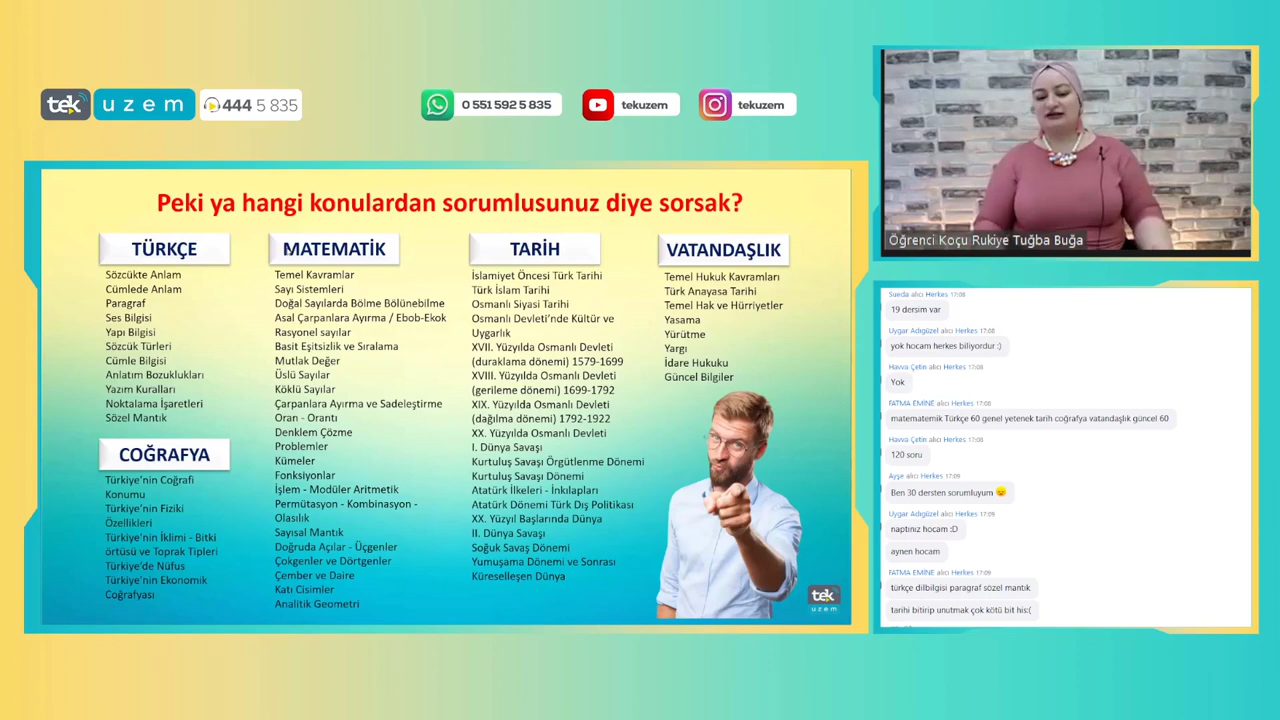 tek uzem 444 5 835
0 551 592 5 835
tekuzem
tekuzem
Peki ya hangi konulardan sorumlusunuz diye sorsak?
TÜRKÇE
Sözcükte Anlam
Cümlede Anlam
Paragraf
Ses Bilgisi
Yapı Bilgisi
Sözcük Türleri
Cümle Bilgisi
Anlatım Bozuklukları
Yazım Kuralları
Noktalama İşaretleri
Sözel Mantık
COĞRAFYA
Türkiye'nin Coğrafi
Konumu
Türkiye'nin Fiziki
Özellikleri
Türkiye'nin İklimi - Bitki
örtüsü ve Toprak Tipleri
Türkiye'de Nüfus
Türkiye'nin Ekonomik
Coğrafyası
MATEMATİK
Temel Kavramlar
Sayı Sistemleri
Doğal Sayılarda Bölme Bölünebilme
Asal Çarpanlara Ayırma / Ebob-Ekok
Rasyonel sayılar
Basit Eşitsizlik ve Sıralama
Mutlak Değer
Üslü Sayılar
Köklü Sayılar
Çarpanlara Ayırma ve Sadeleştirme
Oran - Orantı
Denklem Çözme
Problemler
Kümeler
Fonksiyonlar
İşlem - Modüler Aritmetik
Permütasyon - Kombinasyon -
Olasılık
Sayısal Mantık
Doğruda Açılar - Üçgenler
Çokgenler ve Dörtgenler
Çember ve Daire
Katı Cisimler
Analitik Geometri
TARİH
İslamiyet Öncesi Türk Tarihi
Türk İslam Tarihi
Osmanlı Siyasi Tarihi
Osmanlı Devleti'nde Kültür ve
Uygarlık
XVII. Yüzyılda Osmanlı Devleti
(duraklama dönemi) 1579-1699
XVIII. Yüzyılda Osmanlı Devleti
(gerileme dönemi) 1699-1792
XIX. Yüzyılda Osmanlı Devleti
(dağılma dönemi) 1792-1922
XX. Yüzyılda Osmanlı Devleti
I. Dünya Savaşı
Kurtuluş Savaşı Örgütlenme Dönemi
Kurtuluş Savaşı Dönemi
Atatürk İlkeleri - İnkılapları
Atatürk Dönemi Türk Dış Politikası
XX. Yüzyıl Başlarında Dünya
II. Dünya Savaşı
Soğuk Savaş Dönemi
Yumuşama Dönemi ve Sonrası
Küreselleşen Dünya
VATANDAŞLIK
Temel Hukuk Kavramları
Türk Anayasa Tarihi
Temel Hak ve Hürriyetler
Yasama
Yürütme
Yargı
İdare Hukuku
Güncel Bilgiler
tek
uzem
Öğrenci Koçu Rukiye Tuğba Buğa
Sueda alıcı Herkes 17:08
19 dersim var
Uygar Adıgüzel alıcı Herkes 17:08
yok hocam herkes biliyordur :)
Havva Çetin alıcı Herkes 17:08
Yok
FATMA EMİNE alıcı Herkes 17:08
matematemik Türkçe 60 genel yetenek tarih coğrafya vatandaşlık güncel 60
Havva Çetin alıcı Herkes 17:08
120 soru
Ayşe alıcı Herkes 17:09
Ben 30 dersten sorumluyum
Uygar Adıgüzel alıcı Herkes 17:09
naptınız hocam :D
aynen hocam
FATMA EMİNE alıcı Herkes 17:09
türkçe dilbilgisi paragraf sözel mantık
tarihi bitirip unutmak çok kötü bit his:(